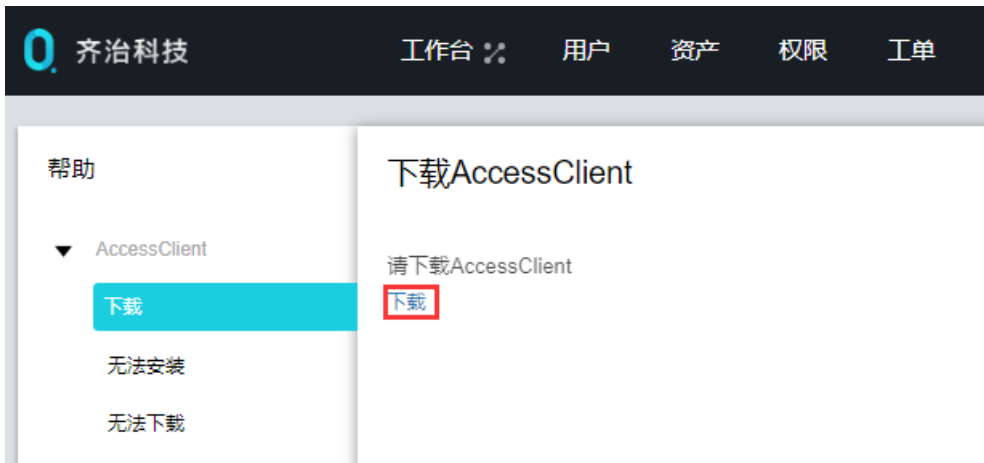 齐治科技 工作台 用户 资产 权限 工单
帮助
AccessClient
下载
无法安装
无法下载
下载AccessClient
请下载AccessClient
下载